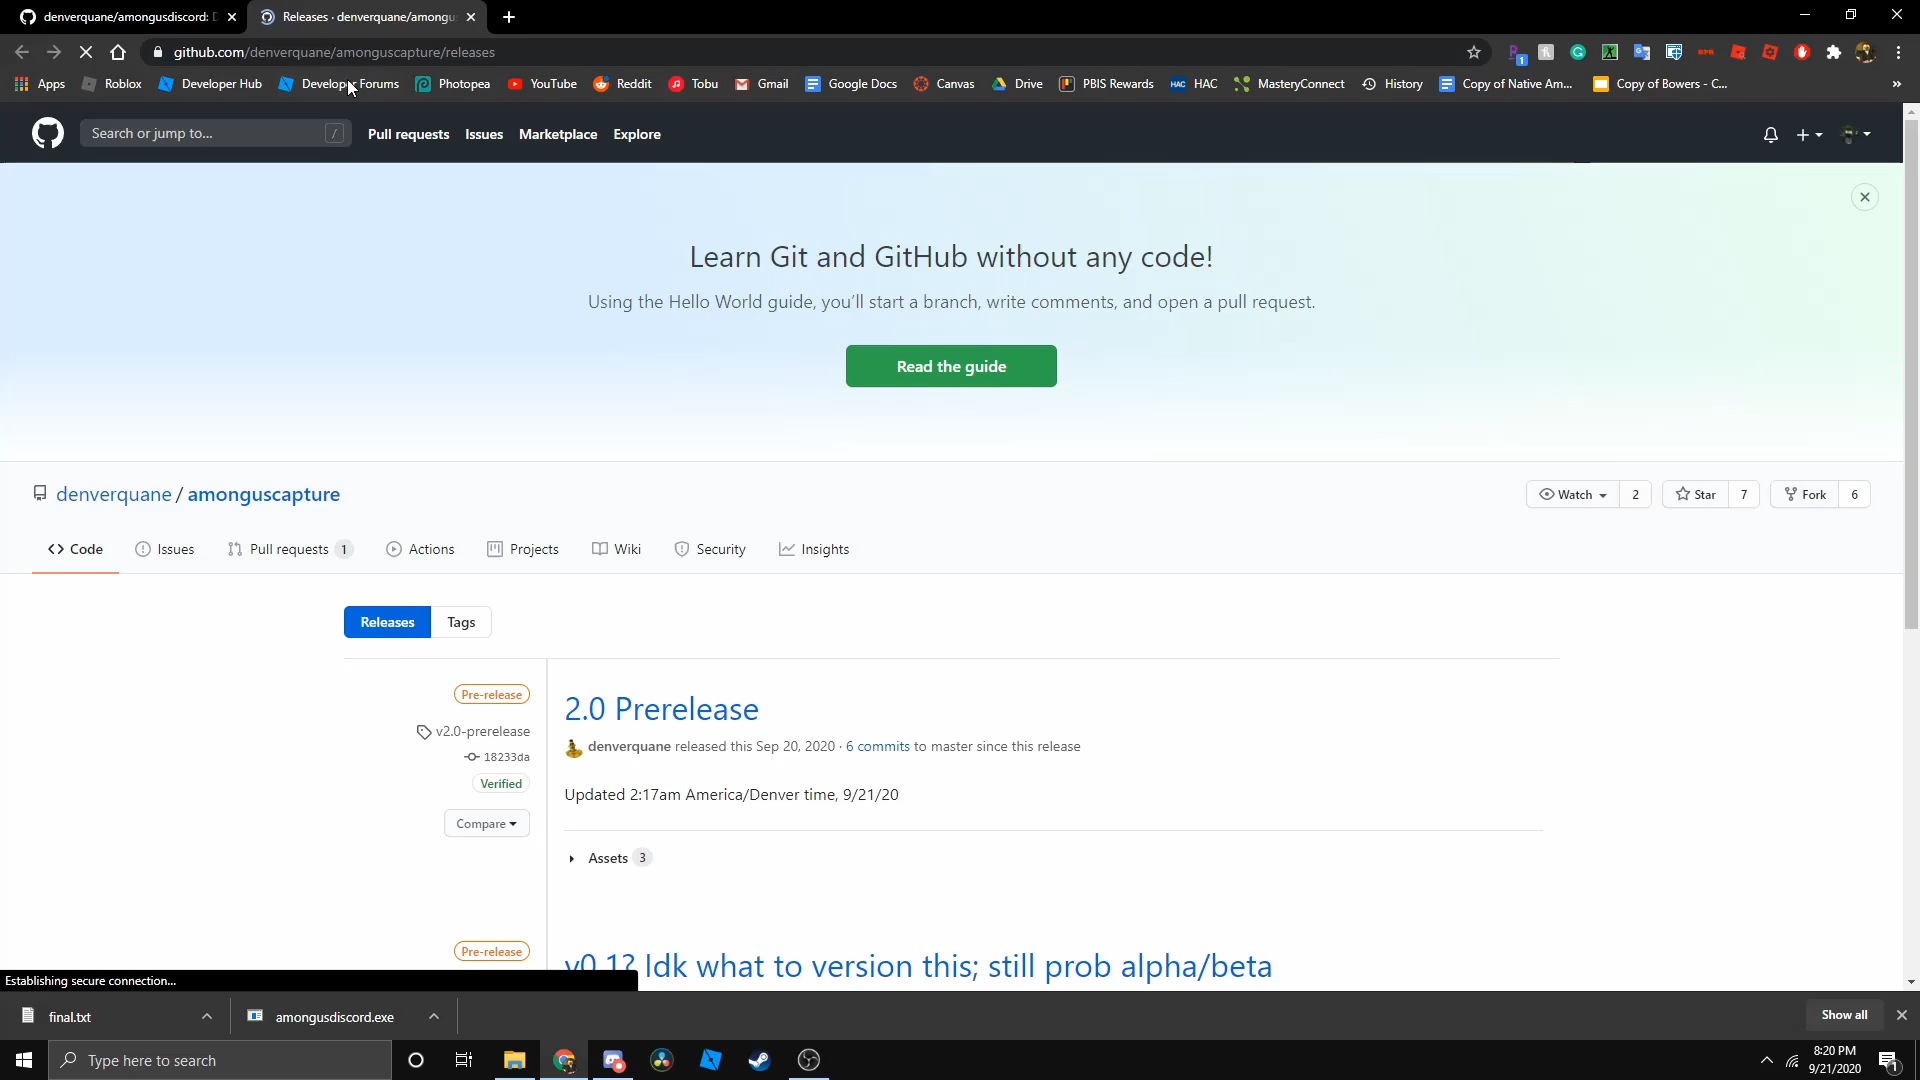 denverquane/amongusdiscord: D
Releases · denverquane/amongu
github.com/denverquane/amonguscapture/releases
Apps Roblox Developer Hub Developer Forums Photopea YouTube Reddit Tobu Gmail Google Docs Canvas Drive PBIS Rewards HAC HAC MasteryConnect History Copy of Native Am... Copy of Bowers - C... »
Search or jump to... / Pull requests Issues Marketplace Explore
Learn Git and GitHub without any code!
Using the Hello World guide, you'll start a branch, write comments, and open a pull request.
Read the guide
denverquane / amonguscapture
Watch 2 Star 7 Fork 6
Code Issues Pull requests 1 Actions Projects Wiki Security Insights
Releases Tags
Pre-release
v2.0-prerelease
18233da
Verified
Compare
2.0 Prerelease
denverquane released this Sep 20, 2020 · 6 commits to master since this release
Updated 2:17am America/Denver time, 9/21/20
Assets 3
Pre-release
v0.1? Idk what to version this; still prob alpha/beta
Establishing secure connection...
final.txt
amongusdiscord.exe
Show all
Type here to search
8:20 PM
9/21/2020
1